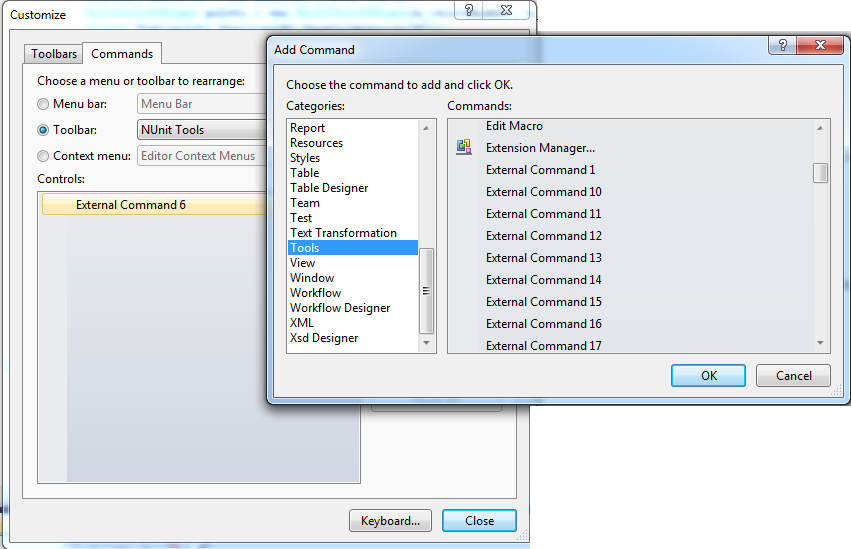 Customize
Toolbars
Commands
Choose a menu or toolbar to rearrange:
Menu bar:
Menu Bar
Toolbar:
NUnit Tools
Context menu:
Editor Context Menus
Controls:
External Command 6
Keyboard...
Close
Add Command
Choose the command to add and click OK.
Categories:
Report
Resources
Styles
Table
Table Designer
Team
Test
Text Transformation
Tools
View
Window
Workflow
Workflow Designer
XML
Xsd Designer
Commands:
Edit Macro
Extension Manager...
External Command 1
External Command 10
External Command 11
External Command 12
External Command 13
External Command 14
External Command 15
External Command 16
External Command 17
OK
Cancel